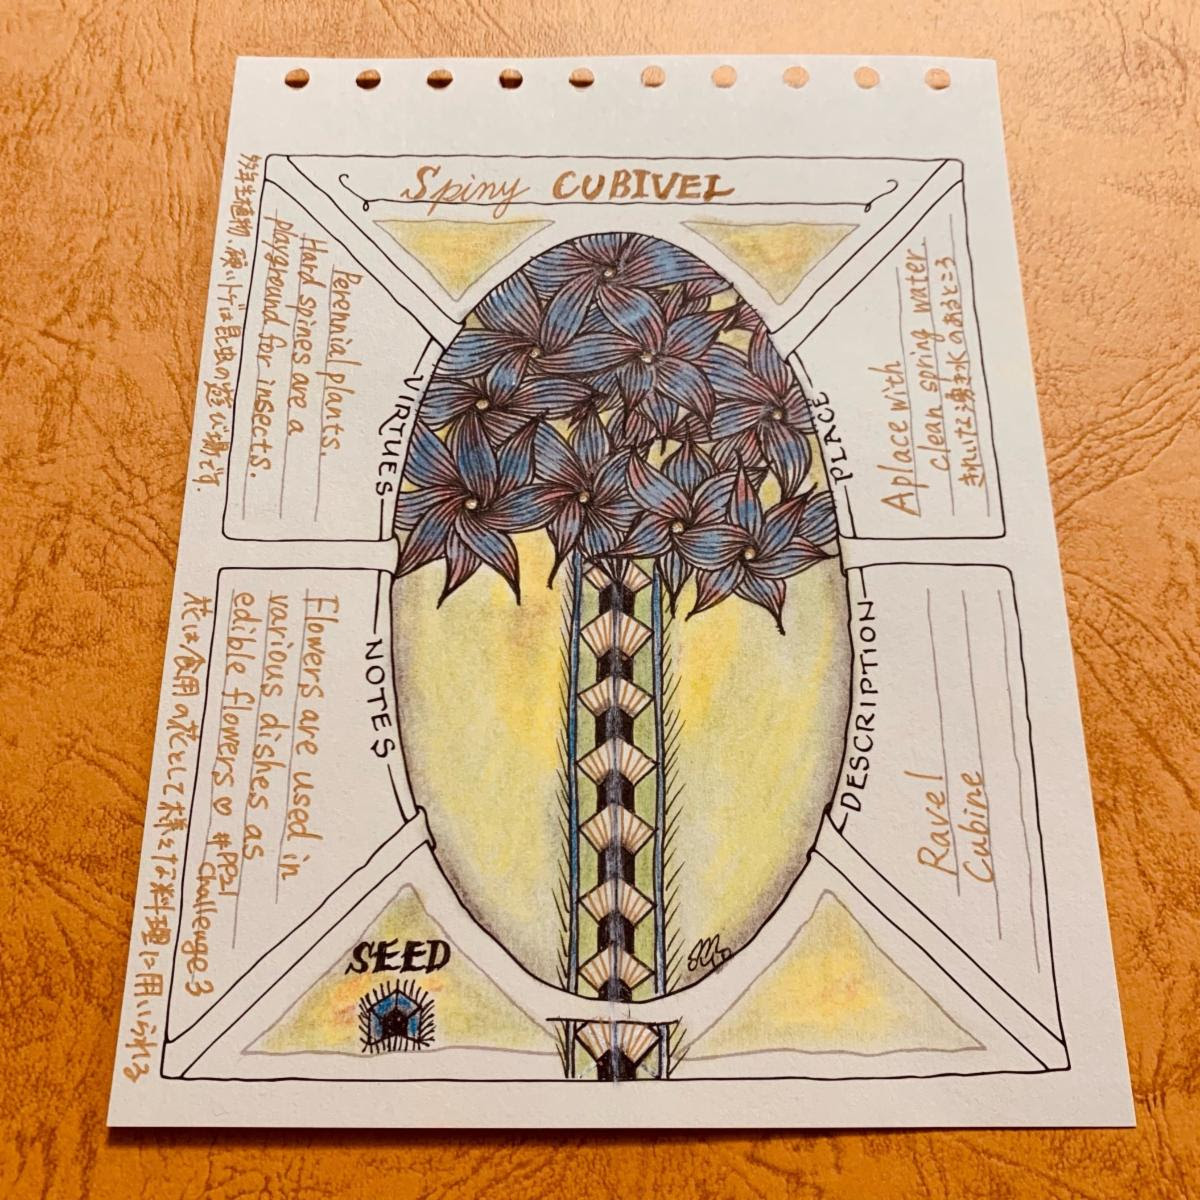 Spiny CUBIVEL
VIRTUES
Perennial plants.
Hard spines are a
playground for insects.
多年生植物、硬いトゲは昆虫の遊び場です。
PLACE
A place with
clean spring water
きれいな湧水のあるところ
NOTES
Flowers are used in
various dishes as
edible flowers♡ #PP21
Challenge.3
花は食用の花として様々な料理に用いられる
DESCRIPTION
Ravel
Cubine
SEED